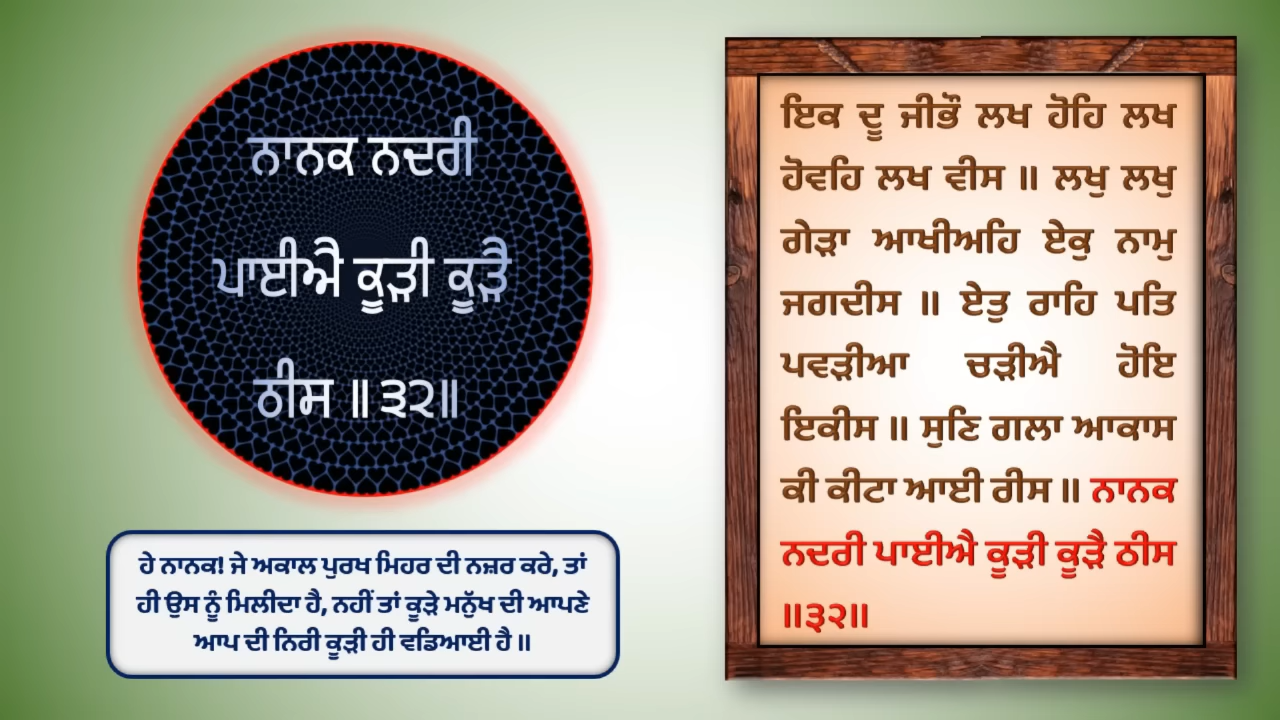 ਨਾਨਕ ਨਦਰੀ
ਪਾਈਐ ਕੂੜੀ ਕੂੜੈ
ਠੀਸ ॥੩੨॥
ਹੇ ਨਾਨਕ! ਜੇ ਅਕਾਲ ਪੁਰਖ ਮਿਹਰ ਦੀ ਨਜ਼ਰ ਕਰੇ, ਤਾਂ
ਹੀ ਉਸ ਨੂੰ ਮਿਲੀਦਾ ਹੈ, ਨਹੀਂ ਤਾਂ ਕੂੜੇ ਮਨੁੱਖ ਦੀ ਆਪਣੇ
ਆਪ ਦੀ ਨਿਰੀ ਕੂੜੀ ਹੀ ਵਡਿਆਈ ਹੈ ॥
ਇਕ ਦੂ ਜੀਭੌ ਲਖ ਹੋਹਿ ਲਖ
ਹੋਵਹਿ ਲਖ ਵੀਸ ॥ ਲਖੁ ਲਖੁ
ਗੇੜਾ ਆਖੀਅਹਿ ਏਕੁ ਨਾਮੁ
ਜਗਦੀਸ ॥ ਏਤੁ ਰਾਹਿ ਪਤਿ
ਪਵੜੀਆ ਚੜੀਐ ਹੋਇ
ਇਕੀਸ ॥ ਸੁਣਿ ਗਲਾ ਆਕਾਸ
ਕੀ ਕੀਟਾ ਆਈ ਰੀਸ ॥ ਨਾਨਕ
ਨਦਰੀ ਪਾਈਐ ਕੂੜੀ ਕੂੜੈ ਠੀਸ
॥੩੨॥